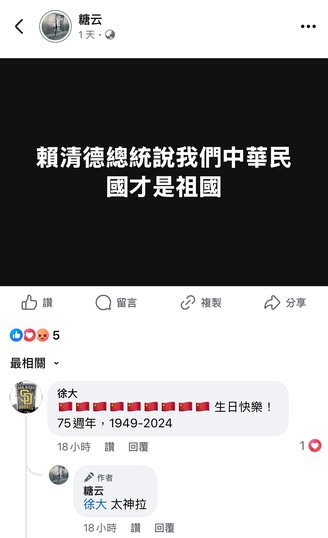 糖云
1 天 ·
賴清德總統說我們中華民
國才是祖國
讚 留言 複製 分享
5
最相關
徐大
🇨🇳🇨🇳🇨🇳🇨🇳🇨🇳🇨🇳🇨🇳🇨🇳🇨🇳 生日快樂！
75週年，1949-2024
18小時 讚 回覆 1
作者
糖云
徐大 太神拉
18小時 讚 回覆